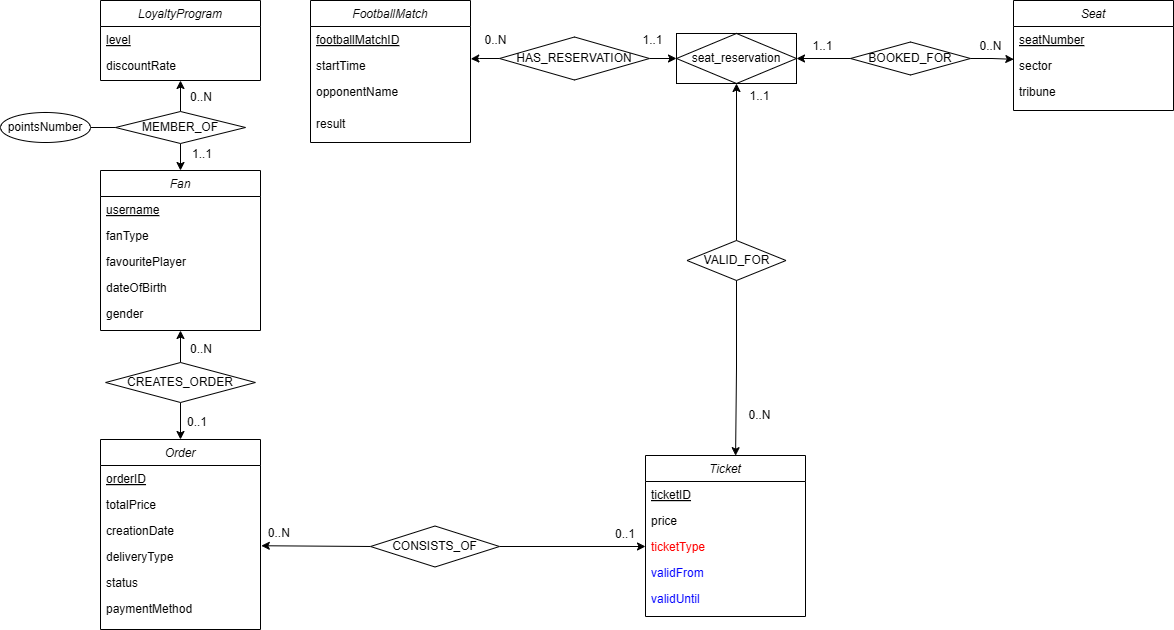 LoyaltyProgram
level
discountRate
0..N
pointsNumber
MEMBER_OF
1..1
Fan
username
fanType
favouritePlayer
dateOfBirth
gender
0..N
CREATES_ORDER
0..1
Order
orderID
totalPrice
creationDate
deliveryType
status
paymentMethod
0..N
CONSISTS_OF
0..1
FootballMatch
footballMatchID
startTime
opponentName
result
0..N
HAS_RESERVATION
1..1
seat_reservation
1..1
BOOKED_FOR
0..N
Seat
seatNumber
sector
tribune
1..1
VALID_FOR
0..N
Ticket
ticketID
price
ticketType
validFrom
validUntil